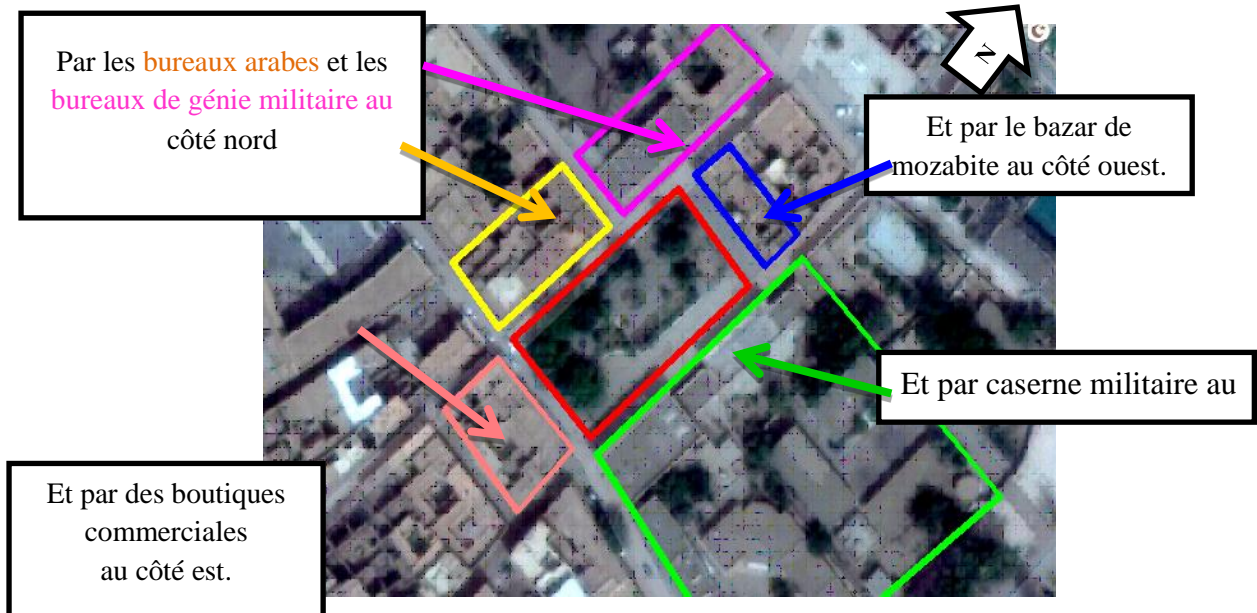 Par les bureaux arabes et les
bureaux de génie militaire au
côté nord
N
Et par le bazar de
mozabite au côté ouest.
Et par caserne militaire au
Et par des boutiques
commerciales
au côté est.